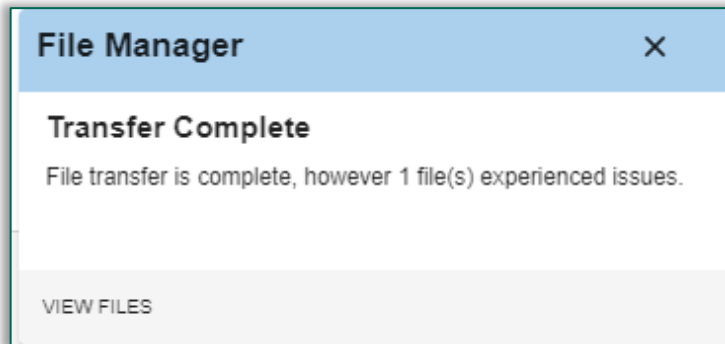 File Manager
Transfer Complete
File transfer is complete, however 1 file(s) experienced issues.
VIEW FILES